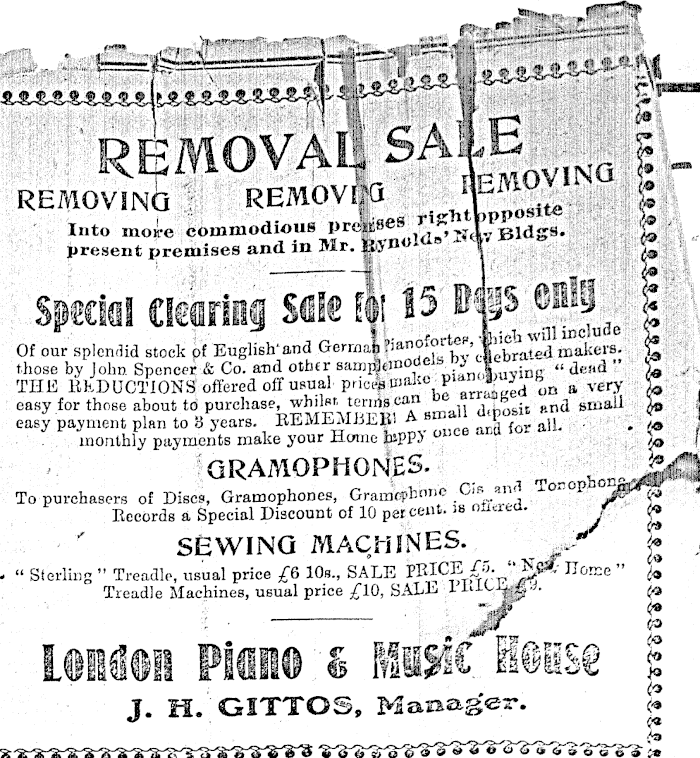 REMOVAL SALE
REMOVING REMOVING REMOVING
Into more commodious premises right opposite
present premises and in Mr. Rynolds' New Bldgs.
Special Clearing Sale for 15 Days only
Of our splendid stock of Euglish and German Pianofortes, which will include
those by John Spencer & Co. and other sample models by celebrated makers.
THE REDUCTIONS offered off usual prices make piano buying "dead"
easy for those about to purchase, whilst terms can be arranged on a very
easy payment plan to 3 years. REMEMBER! A small deposit and small
monthly payments make your Home happy once and for all.
GRAMOPHONES.
To purchasers of Discs, Gramophones, Gramophone and
Records a Special Discount of 10 per cent. is offered.
SEWING MACHINES.
"Sterling" Treadle, usual price £6 10s., SALE PRICE £5. "New Home"
Treadle Machines, usual price £10, SALE PRICE
London Piano & Music House
J. H. GITTOS, Manager.